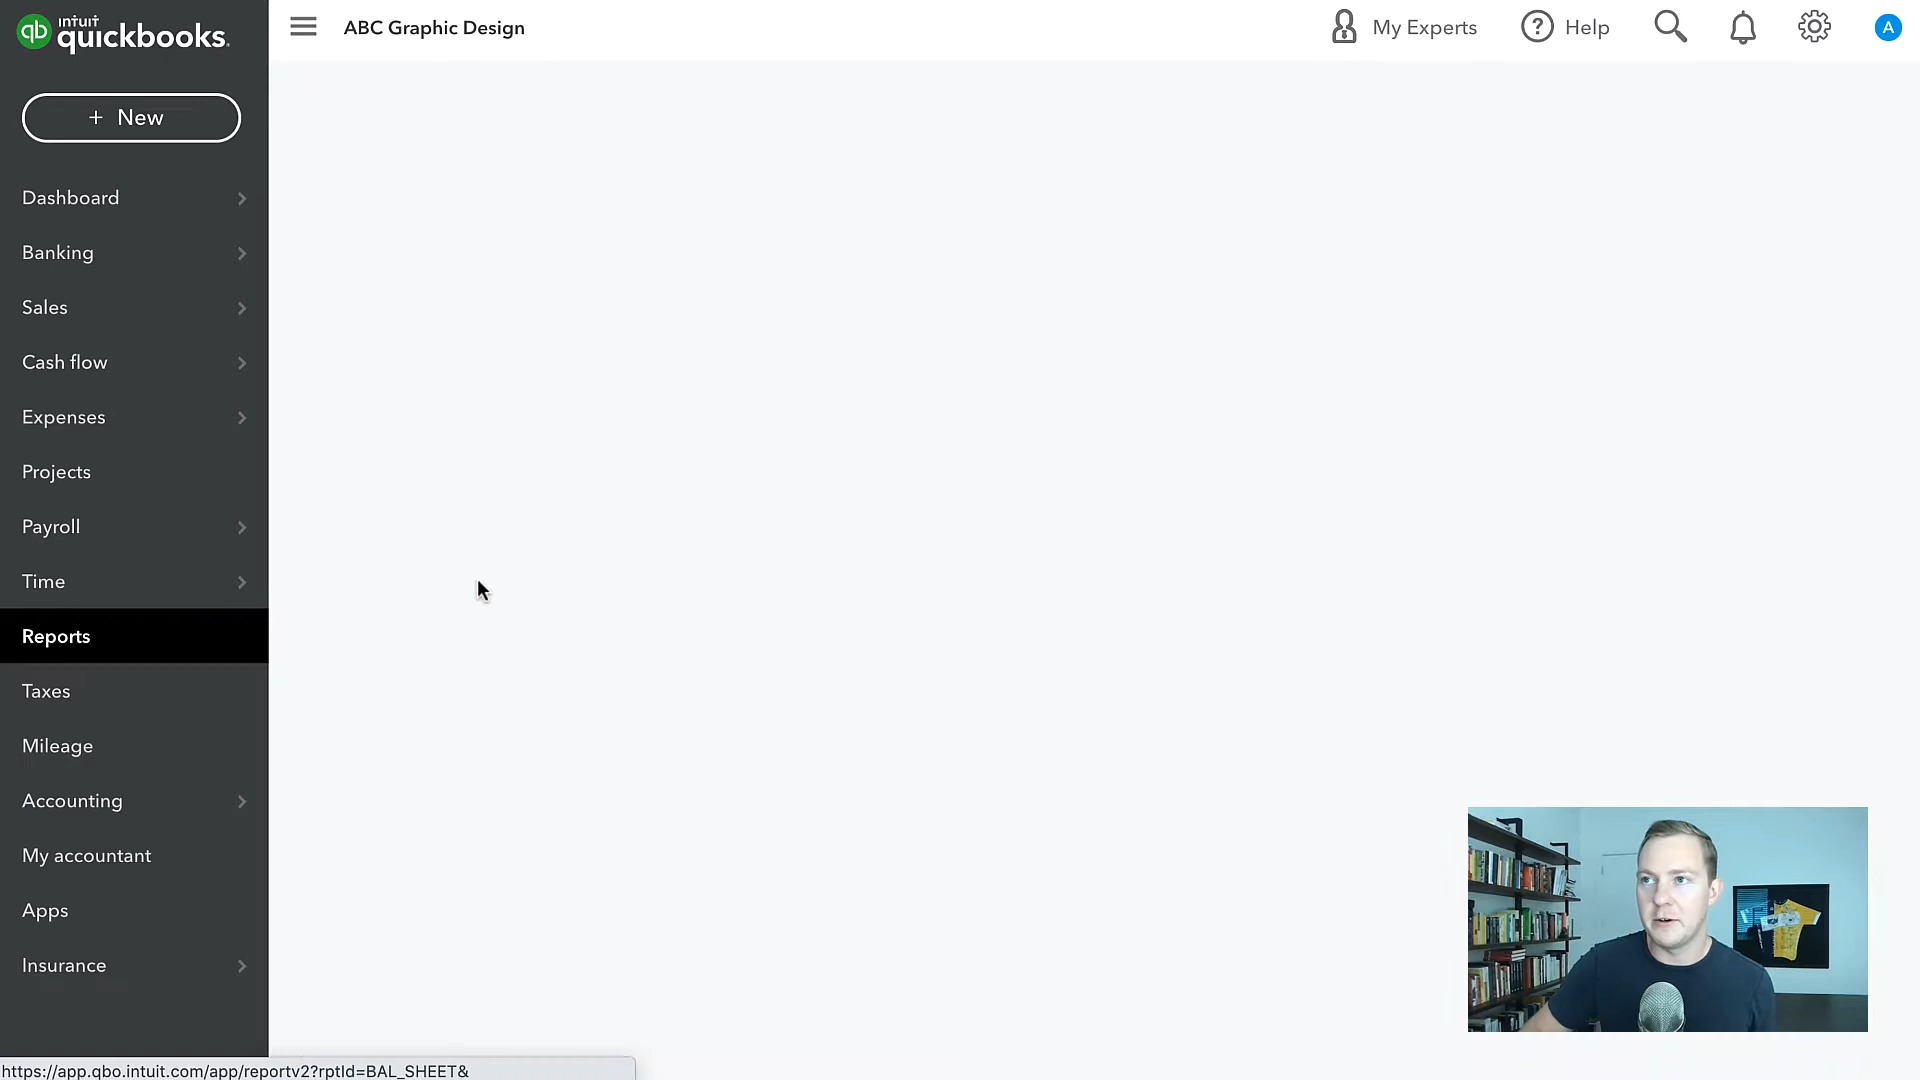 intuit
qb quickbooks.
ABC Graphic Design
My Experts
? Help
A
+ New
Dashboard
Banking
Sales
Cash flow
Expenses
Projects
Payroll
Time
Reports
Taxes
Mileage
Accounting
My accountant
Apps
Insurance
https://app.qbo.intuit.com/app/reportv2?rptId=BAL_SHEET&